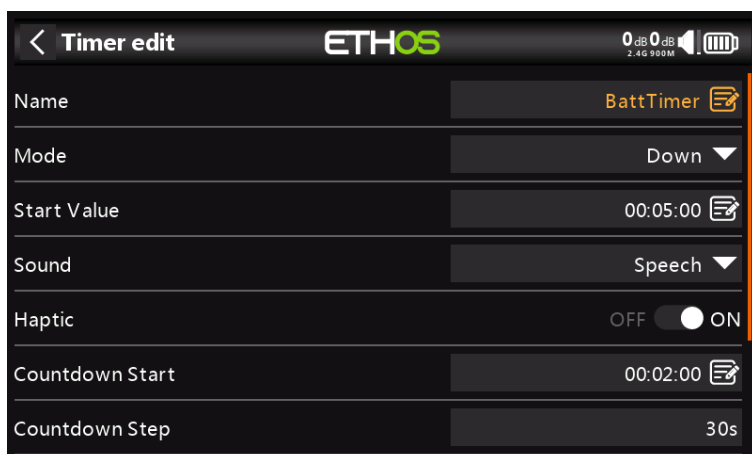 Timer edit
ETHOS
0dB 0dB
2.4G 900M
Name
BattTimer
Mode
Down
Start Value
00:05:00
Sound
Speech
Haptic
OFF ON
Countdown Start
00:02:00
Countdown Step
30s